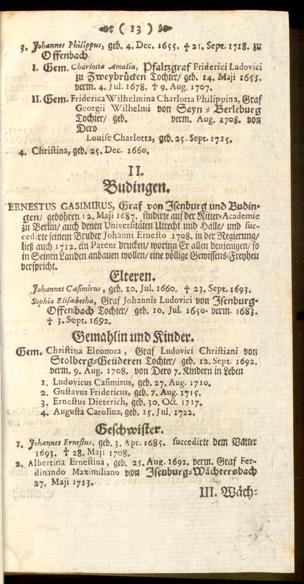 ( 13 )
3. Johannes Philippus, geb. 4. Dec. 1655. † 21. Sept. 1718. zu
Offenbach
I. Gem. Charlotta Amalia, Pfaltzgraf Friderici Ludovici
zu Zweybrücken Tochter/ geb. 14. Maji 1653.
verm. 4. Jul. 1678. † 9. Aug. 1707.
II. Gem. Friderica Wilhelmina Charlotta Philippina, Graf
Georgii Wilhelmi von Sayn-Berleburg
Tochter/ geb. verm. Aug. 1708. von
Dero
Louise Charlotta, geb. 25. Sept. 1715.
4. Christina, geb. 25. Dec. 1660.
II.
Budingen.
ERNESTUS CASIMIRUS, Graf von Isenburg und Budin-
gen/ gebohren 12. Maji 1687. studirte auf der Ritter-Academie
zu Berlin/ auch denen Universitäten Utrecht und Halle/ und suc-
cedirte seinem Bruder Johann Ernesto 1708. in der Regierung/
ließ auch 1712. ein Patent drucken/ worinn Er allen denjenigen/ so
in Seinen Landen anbauen wollen/ eine völlige Gewissens-Freyheit
verspricht.
Elteren.
Johannes Casimirus, geb. 10. Jul. 1660. † 23. Sept. 1693.
Sophia Elisabetha, Graf Johannis Ludovici von Isenburg-
Offenbach Tochter/ geb. 10. Jul. 1650. verm. 1683.
† 3. Sept. 1692.
Gemahlin und Kinder.
Gem. Christina Eleonora, Graf Ludovici Christiani von
Stolberg-Geüderen Tochter/ geb. 12. Sept. 1692.
verm. 9. Aug. 1708. von Dero 7. Kindern in Leben
1. Ludovicus Casimirus, geb. 27. Aug. 1710.
2. Gustavus Fridericus, geb. 7. Aug. 1715.
3. Ernestus Dieterich, geb. 30. Oct. 1717.
4. Augusta Carolina, geb. 15. Jul. 1722.
Geschwister.
1. Johannes Ernestus, geb. 3. Apr. 1685. succedirte dem Vatter
1693. † 28. Maji 1708.
2. Albertina Ernestina, geb. 25. Aug. 1692. verm. Graf Fer-
dinando Maximiliano von Isenburg-Wächtersbach
27. Maji 1713.
III. Wäch-